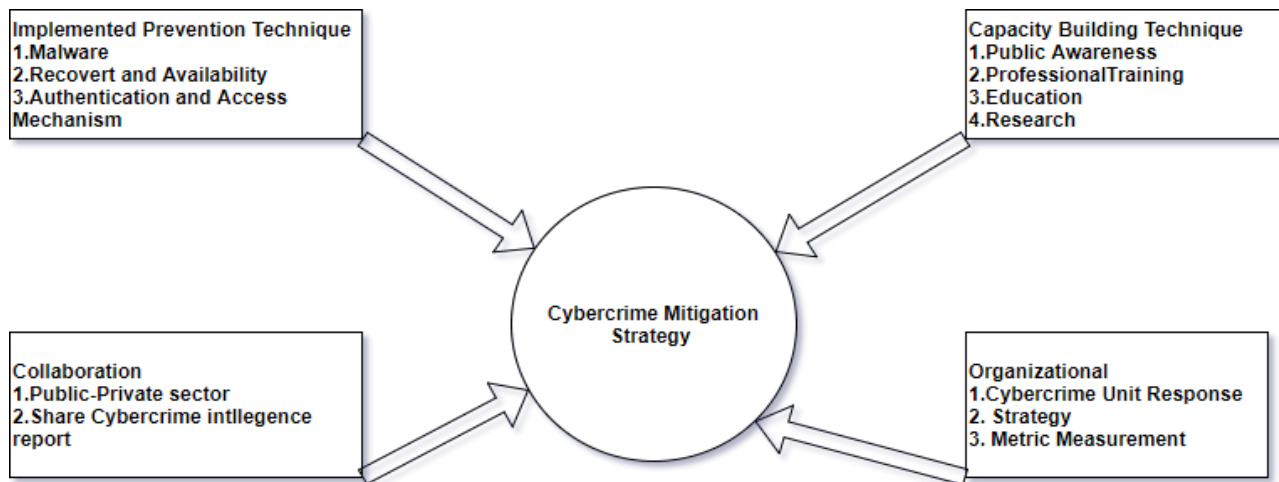 Implemented Prevention Technique
1.Malware
2.Recovert and Availability
3.Authentication and Access
Mechanism
Capacity Building Technique
1.Public Awareness
2.ProfessionalTraining
3.Education
4.Research
Cybercrime Mitigation
Strategy
Collaboration
1.Public-Private sector
2.Share Cybercrime intllegence
report
Organizational
1.Cybercrime Unit Response
2. Strategy
3. Metric Measurement